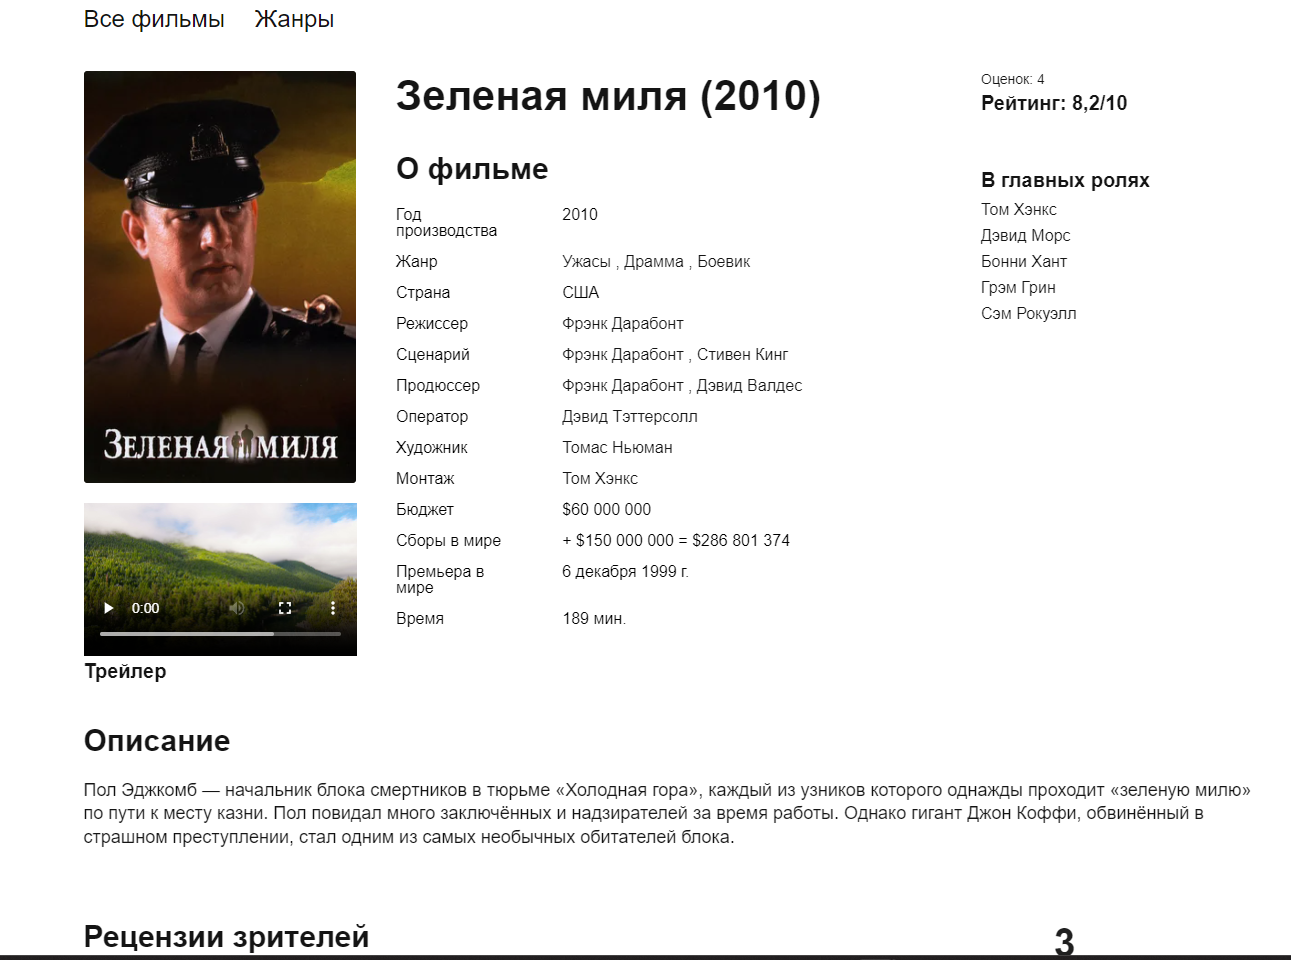 Все фильмы Жанры
Зеленая миля (2010)
Оценок: 4
Рейтинг: 8,2/10
О фильме
В главных ролях
Том Хэнкс
Дэвид Морс
Бонни Хант
Грэм Грин
Сэм Рокуэлл
Год производства 2010
Жанр Ужасы , Драмма , Боевик
Страна США
Режиссер Фрэнк Дарабонт
Сценарий Фрэнк Дарабонт , Стивен Кинг
Продюссер Фрэнк Дарабонт , Дэвид Валдес
Оператор Дэвид Тэттерсолл
Художник Томас Ньюман
Монтаж Том Хэнкс
Бюджет $60 000 000
Сборы в мире + $150 000 000 = $286 801 374
Премьера в мире 6 декабря 1999 г.
Время 189 мин.
ЗЕЛЕНАЯ МИЛЯ
0:00
Трейлер
Описание
Пол Эджкомб — начальник блока смертников в тюрьме «Холодная гора», каждый из узников которого однажды проходит «зеленую милю»
по пути к месту казни. Пол повидал много заключённых и надзирателей за время работы. Однако гигант Джон Коффи, обвинённый в
страшном преступлении, стал одним из самых необычных обитателей блока.
Рецензии зрителей 3